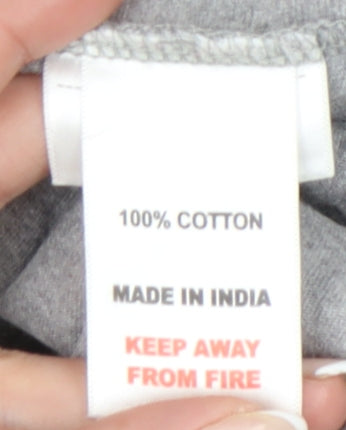 100% COTTON
MADE IN INDIA
KEEP AWAY
FROM FIRE